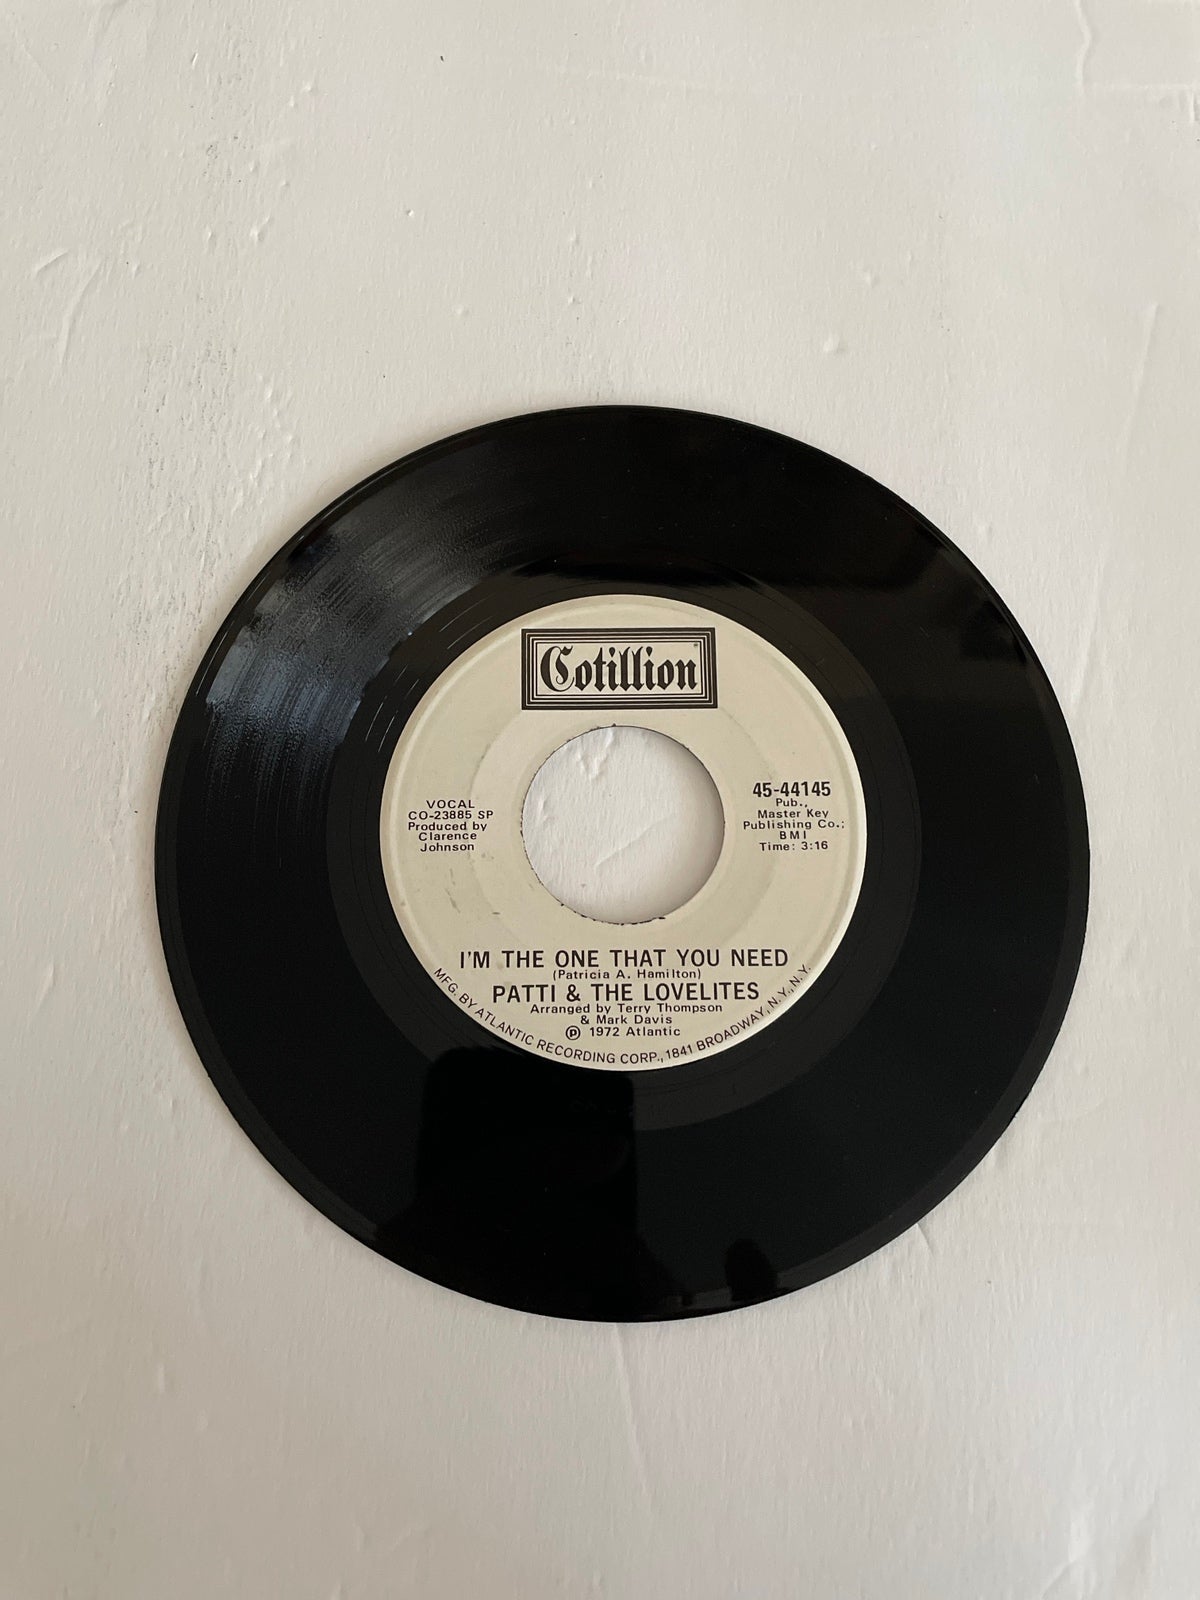 Cotillion
VOCAL
CO-23885 SP
Produced by
Clarence
Johnson
45-44145
Pub.,
Master Key
Publishing Co.;
BMI
Time: 3:16
I'M THE ONE THAT YOU NEED
(Patricia A. Hamilton)
PATTI & THE LOVELITES
Arranged by Terry Thompson
& Mark Davis
℗ 1972 Atlantic
MFG. BY ATLANTIC RECORDING CORP., 1841 BROADWAY, N.Y., N.Y.